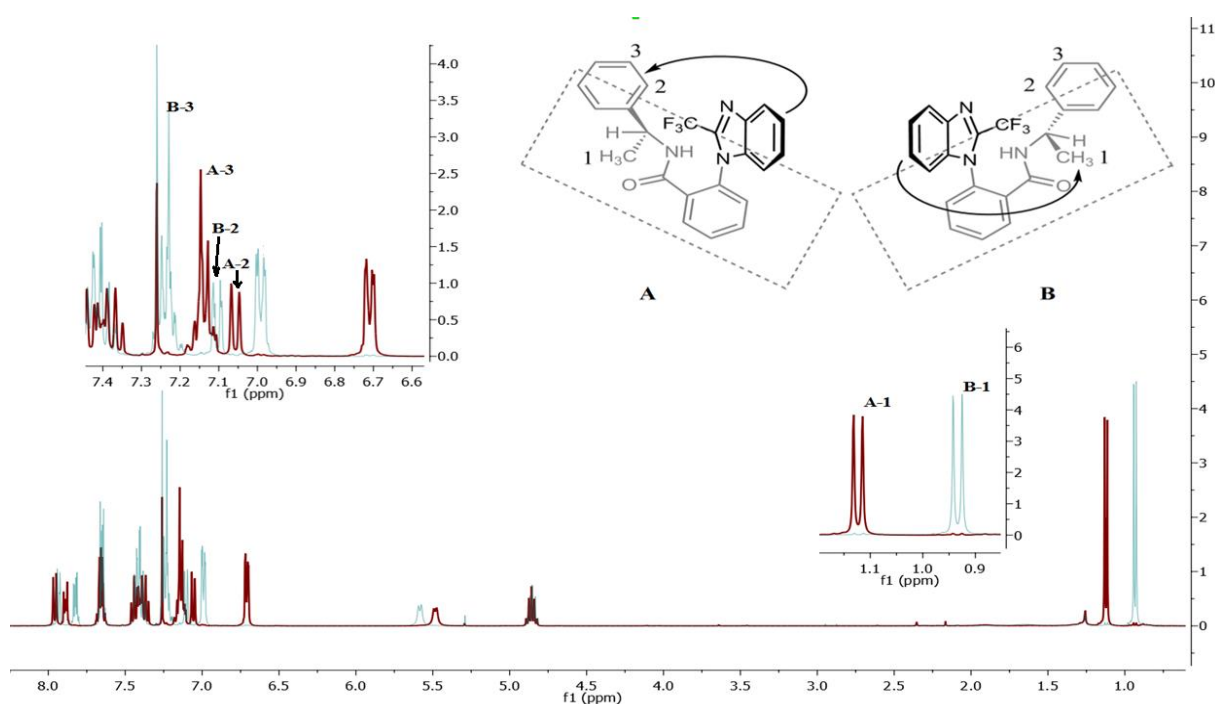 4.0
3.5
3.0
2.5
2.0
1.5
1.0
0.5
0.0
B-3
A-3
B-2
A-2
7.4 7.3 7.2 7.1 7.0 6.9 6.8 6.7 6.6
f1 (ppm)
3
2
N
F₃C
N
H
H₃C
1
NH
O
A
3
2
N
CF₃
N
H
HN
CH₃
1
O
B
6
5
4
3
2
1
0
A-1
B-1
1.1 1.0 0.9
f1 (ppm)
11
10
9
8
7
6
5
4
3
2
1
0
8.0 7.5 7.0 6.5 6.0 5.5 5.0 4.5 4.0 3.5 3.0 2.5 2.0 1.5 1.0
f1 (ppm)